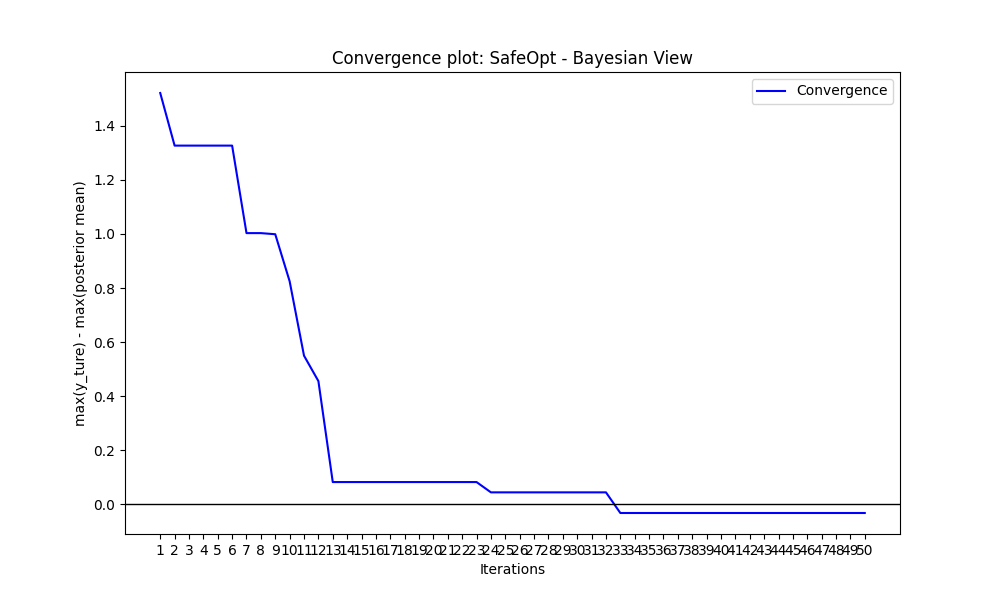 Convergence plot: SafeOpt - Bayesian View
Convergence
1.4
1.2
1.0
0.8
0.6
0.4
0.2
0.0
max(y_ture) - max(posterior mean)
1 2 3 4 5 6 7 8 9 10 11 12 13 14 15 16 17 18 19 20 21 22 23 24 25 26 27 28 29 30 31 32 33 34 35 36 37 38 39 40 41 42 43 44 45 46 47 48 49 50
Iterations